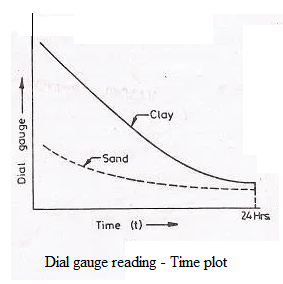 Clay
Sand
Dial gauge
Time (t)
24 Hrs
Dial gauge reading - Time plot